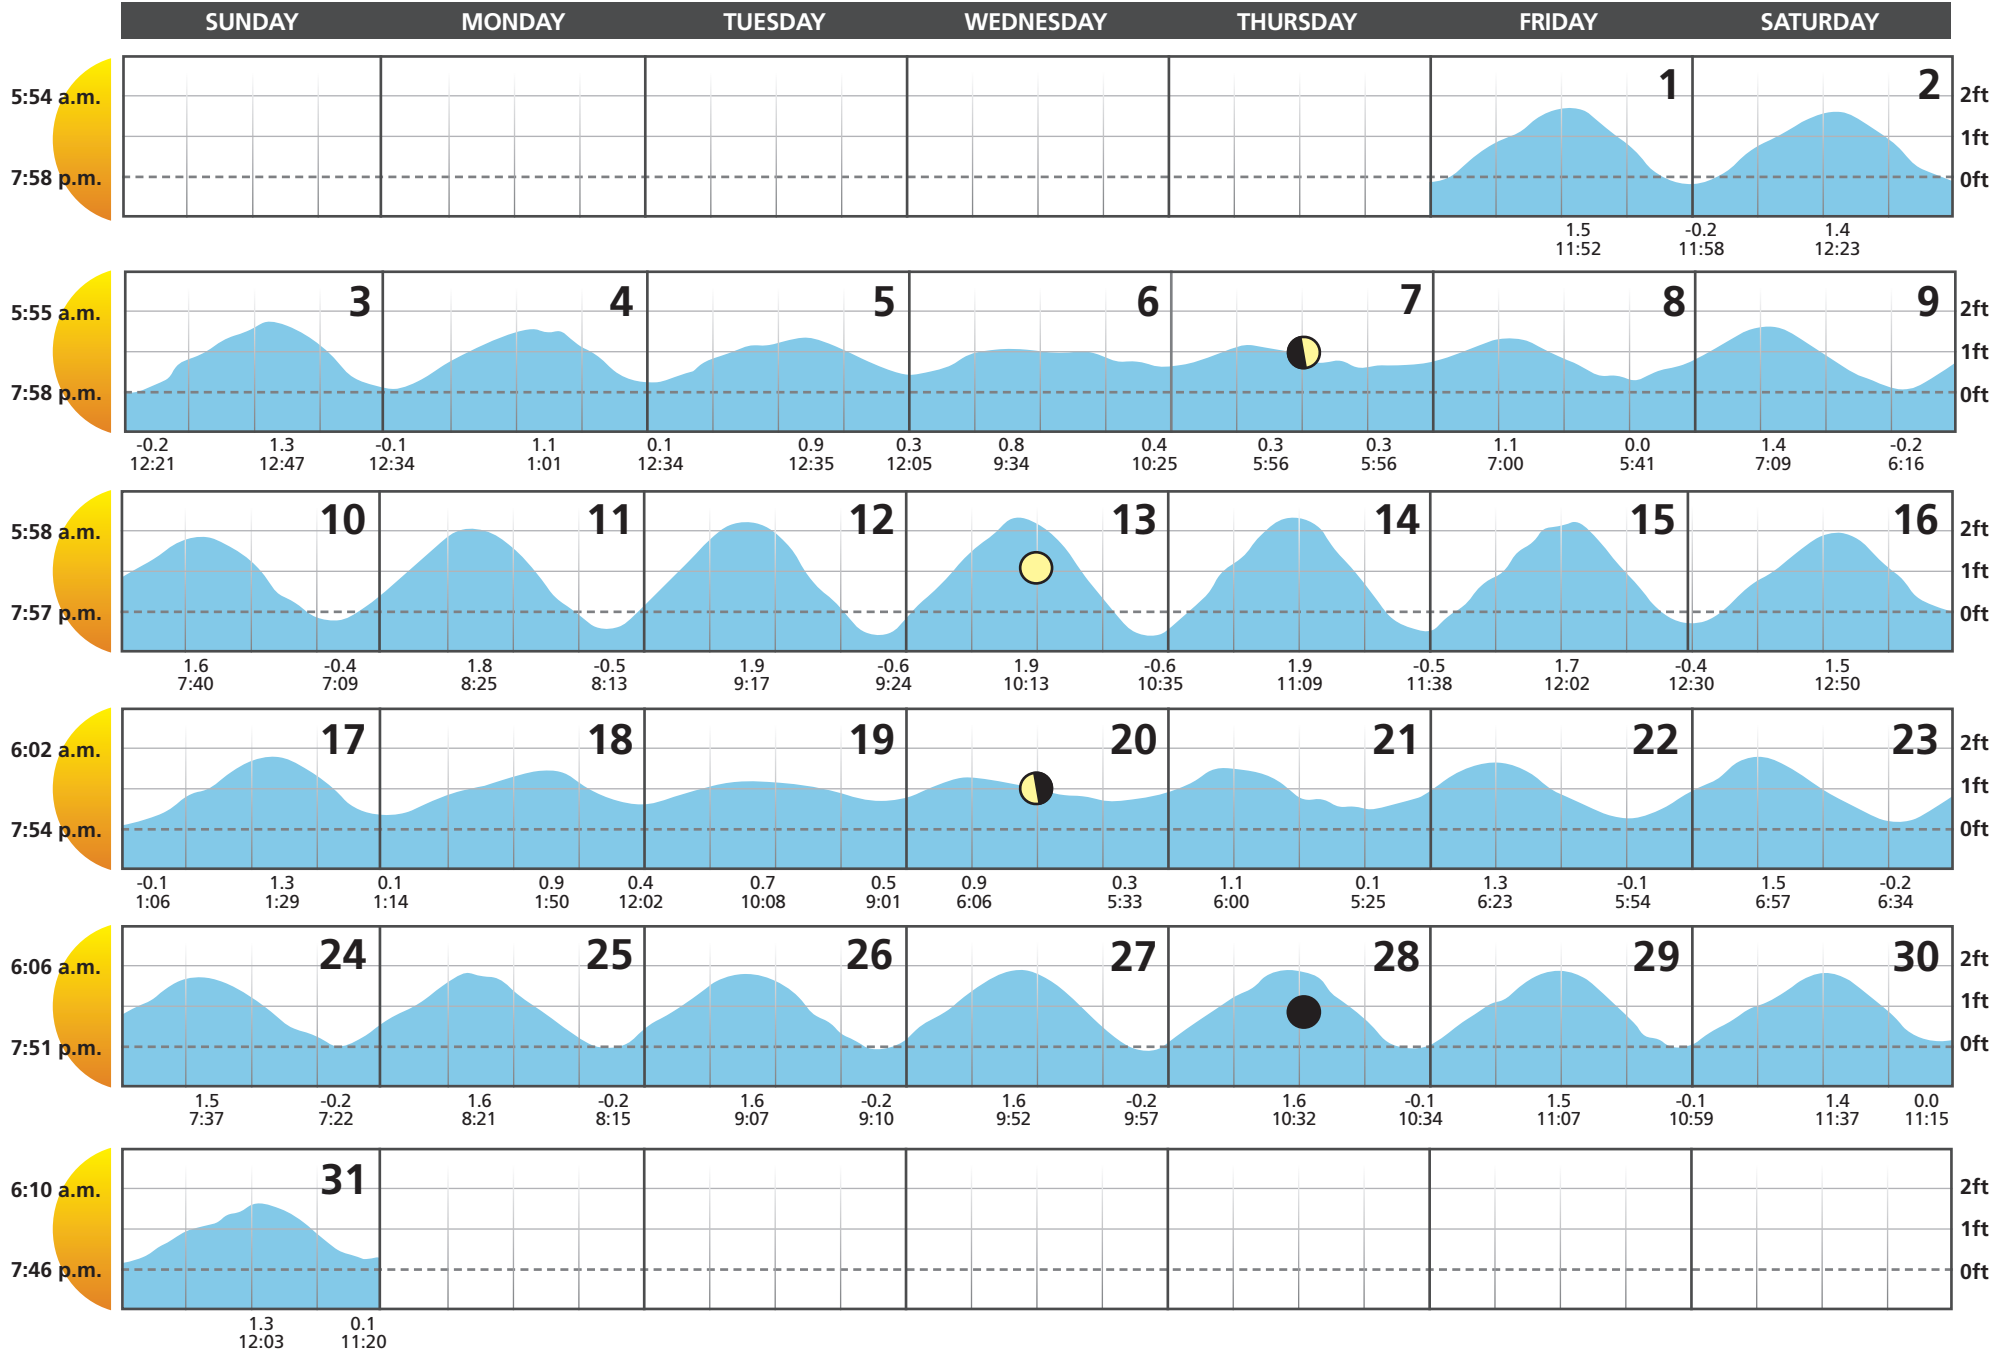 SUNDAY MONDAY TUESDAY WEDNESDAY THURSDAY FRIDAY SATURDAY
1 2
5:54 a.m. 2ft
1ft
7:58 p.m. 0ft
1.5 -0.2 1.4
11:52 11:58 12:23
3 4 5 6 7 8 9
5:55 a.m. 2ft
1ft
7:58 p.m. 0ft
-0.2 1.3 -0.1 1.1 0.1 0.9 0.3 0.8 0.4 0.3 0.3 1.1 0.0 1.4 -0.2
12:21 12:47 12:34 1:01 12:34 12:35 12:05 9:34 10:25 5:56 5:56 7:00 5:41 7:09 6:16
10 11 12 13 14 15 16
5:58 a.m. 2ft
1ft
7:57 p.m. 0ft
1.6 -0.4 1.8 -0.5 1.9 -0.6 1.9 -0.6 1.9 -0.5 1.7 -0.4 1.5
7:40 7:09 8:25 8:13 9:17 9:24 10:13 10:35 11:09 11:38 12:02 12:30 12:50
17 18 19 20 21 22 23
6:02 a.m. 2ft
1ft
7:54 p.m. 0ft
-0.1 1.3 0.1 0.9 0.4 0.7 0.5 0.9 0.3 1.1 0.1 1.3 -0.1 1.5 -0.2
1:06 1:29 1:14 1:50 12:02 10:08 9:01 6:06 5:33 6:00 5:25 6:23 5:54 6:57 6:34
24 25 26 27 28 29 30
6:06 a.m. 2ft
1ft
7:51 p.m. 0ft
1.5 -0.2 1.6 -0.2 1.6 -0.2 1.6 -0.2 1.6 -0.1 1.5 -0.1 1.4 0.0
7:37 7:22 8:21 8:15 9:07 9:10 9:52 9:57 10:32 10:34 11:07 10:59 11:37 11:15
31
6:10 a.m. 2ft
1ft
7:46 p.m. 0ft
1.3 0.1
12:03 11:20